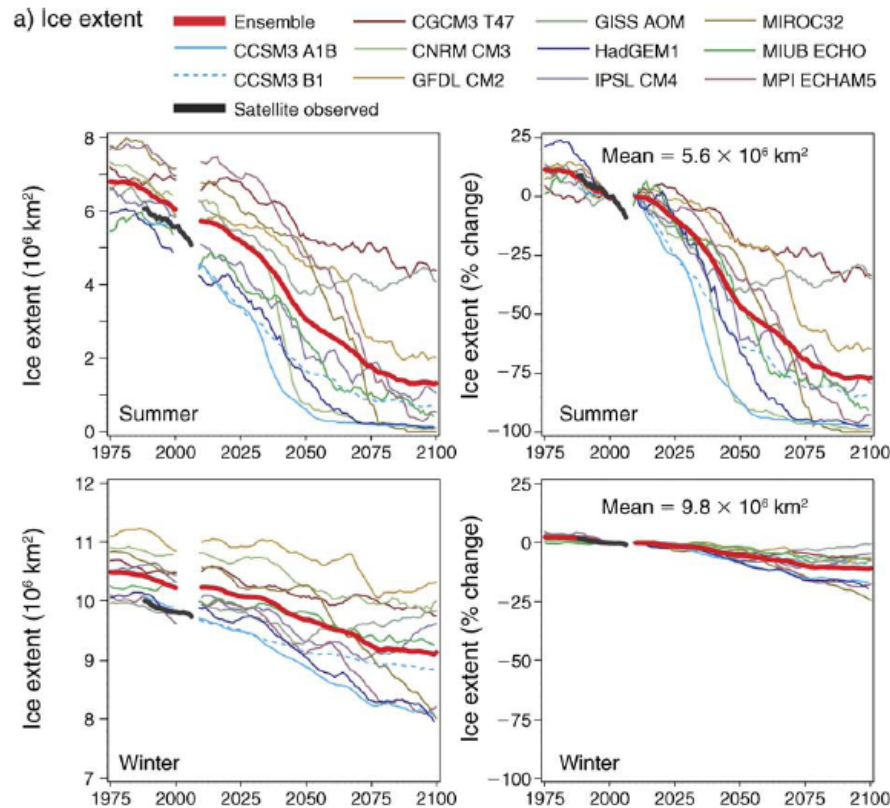 a) Ice extent
Ensemble CGCM3 T47 GISS AOM MIROC32
CCSM3 A1B CNRM CM3 HadGEM1 MIUB ECHO
CCSM3 B1 GFDL CM2 IPSL CM4 MPI ECHAM5
Satellite observed
Ice extent (10⁶ km²)
8
6
4
2
0
Summer
1975 2000 2025 2050 2075 2100
Ice extent (% change)
25
0
−25
−50
−75
−100
Mean = 5.6 × 10⁶ km²
Summer
1975 2000 2025 2050 2075 2100
Ice extent (10⁶ km²)
12
11
10
9
8
7
Winter
1975 2000 2025 2050 2075 2100
Ice extent (% change)
25
0
−25
−50
−75
−100
Mean = 9.8 × 10⁶ km²
Winter
1975 2000 2025 2050 2075 2100